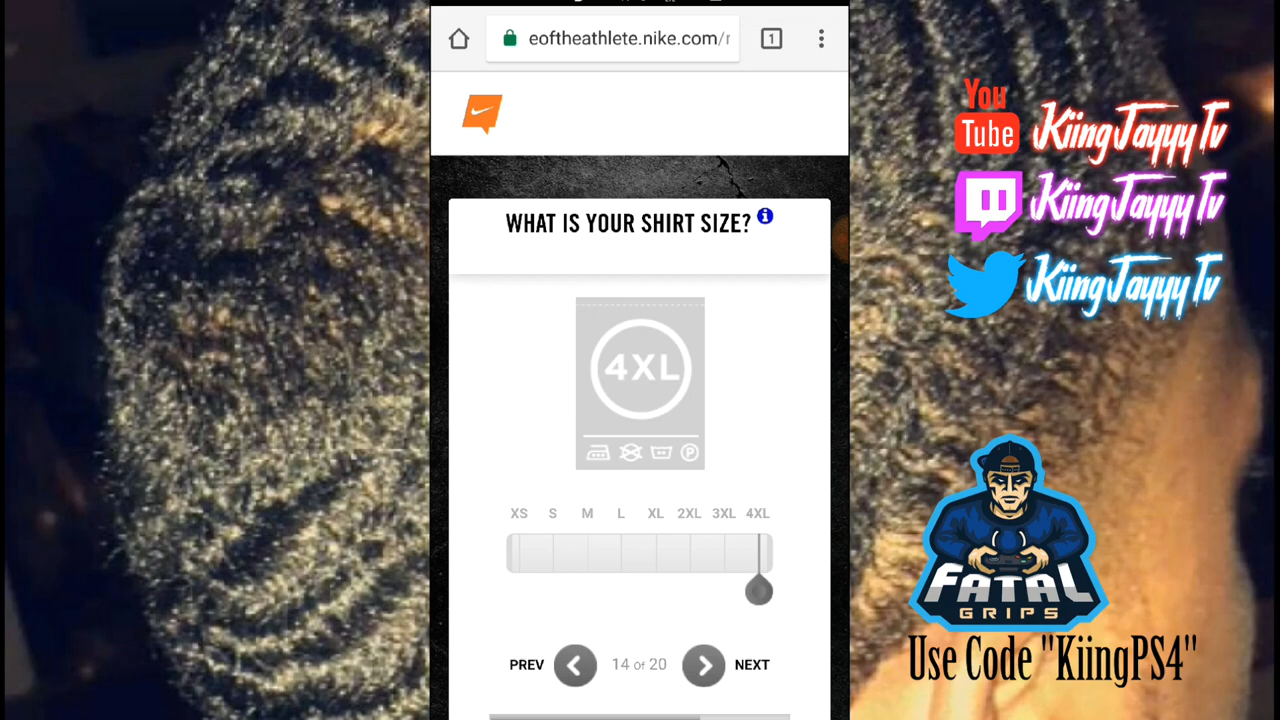 eoftheathlete.nike.com/r
1
WHAT IS YOUR SHIRT SIZE? i
4XL
P
XS S M L XL 2XL 3XL 4XL
PREV 14 of 20 NEXT
You
Tube KiingJayyyTv
KiingJayyyTv
KiingJayyyTv
FATAL
GRIPS
Use Code "KiingPS4"